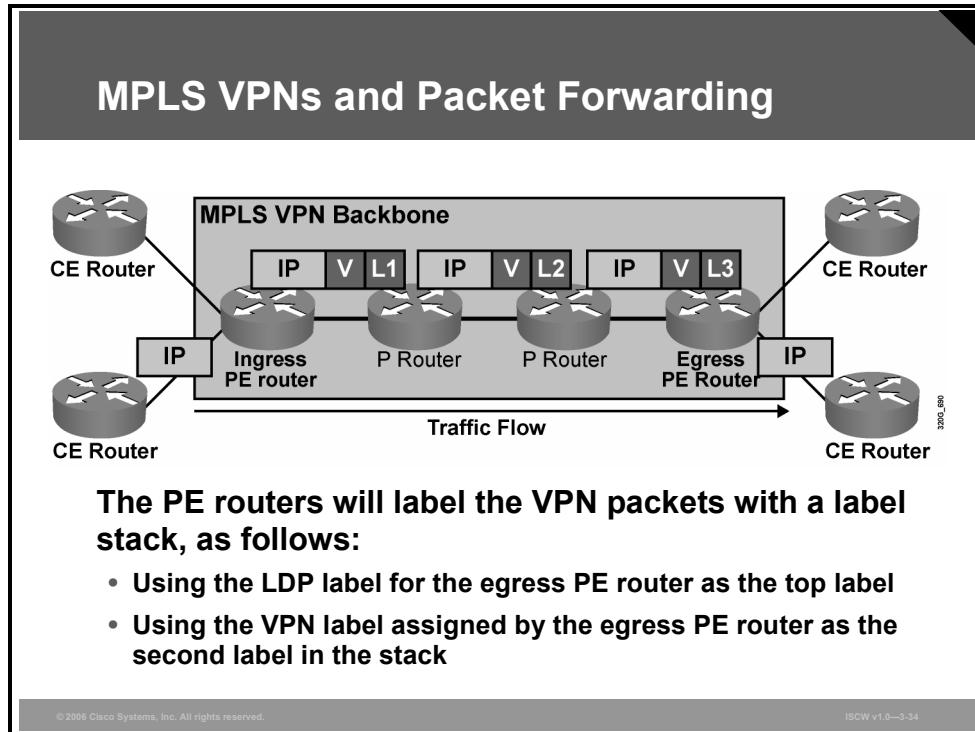 MPLS VPNs and Packet Forwarding
MPLS VPN Backbone
CE Router
CE Router
IP V L1
IP V L2
IP V L3
IP
Ingress
PE router
P Router
P Router
Egress
PE Router
IP
CE Router
Traffic Flow
CE Router
320G_690
The PE routers will label the VPN packets with a label
stack, as follows:
• Using the LDP label for the egress PE router as the top label
• Using the VPN label assigned by the egress PE router as the
second label in the stack
© 2006 Cisco Systems, Inc. All rights reserved.
ISCW v1.0—3-34